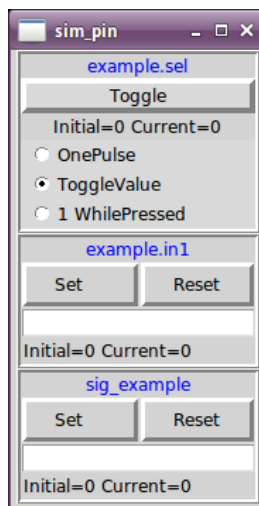 sim_pin
example.sel
Toggle
Initial=0 Current=0
OnePulse
ToggleValue
1 WhilePressed
example.in1
Set Reset
Initial=0 Current=0
sig_example
Set Reset
Initial=0 Current=0